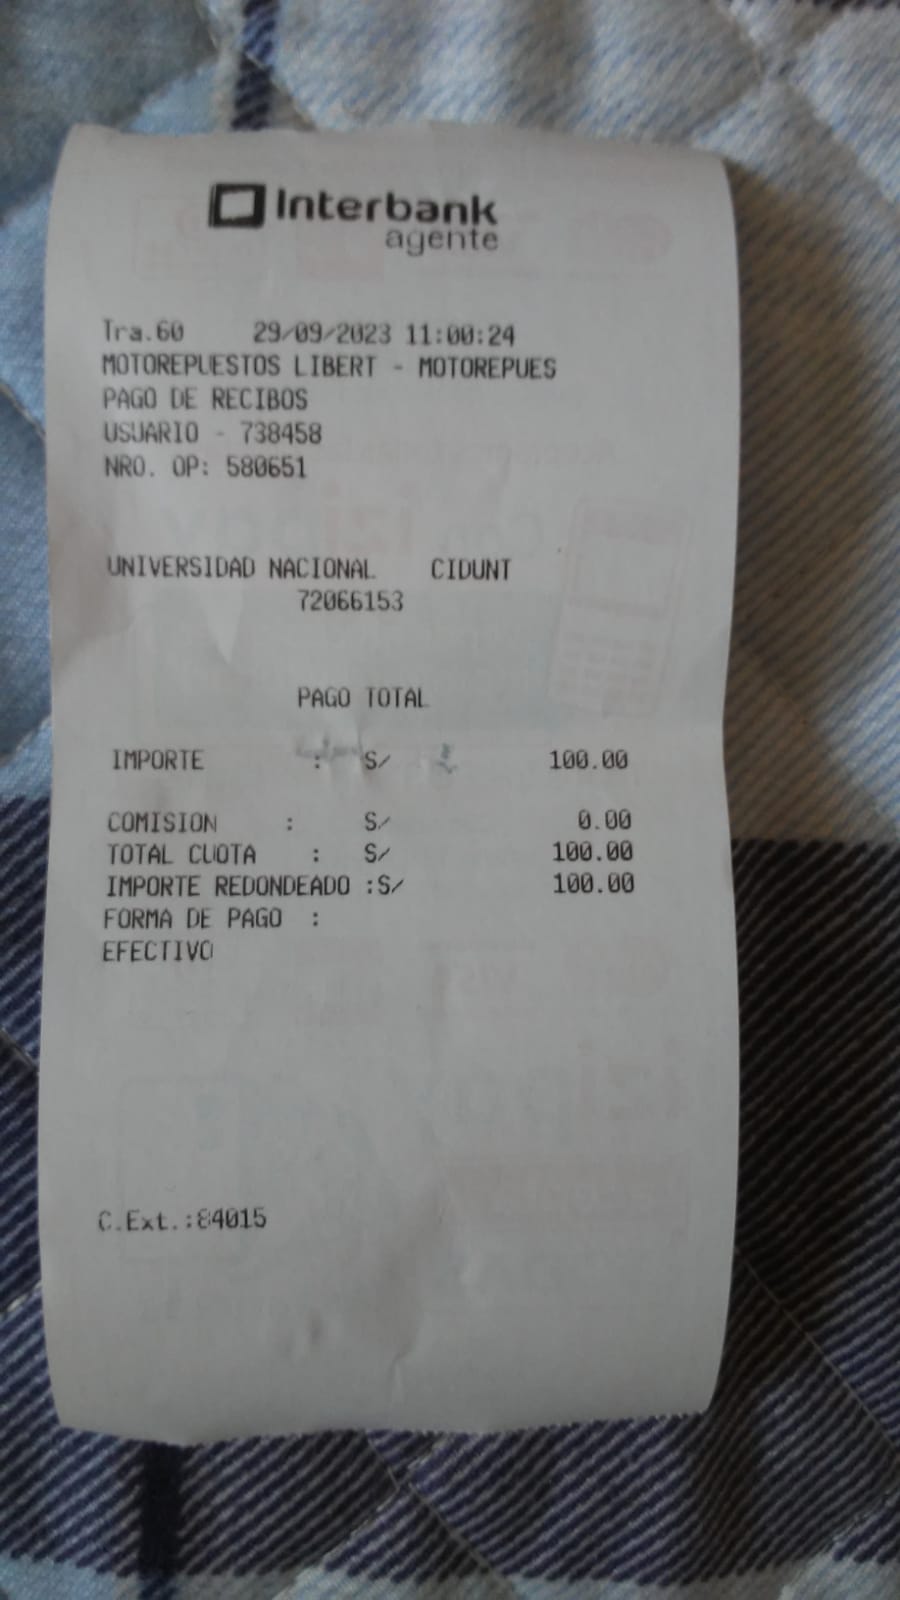 Interbank
agente
Tra.60 29/09/2023 11:00:24
MOTOREPUESTOS LIBERT - MOTOREPUES
PAGO DE RECIBOS
USUARIO - 738458
NRO. OP: 580651
UNIVERSIDAD NACIONAL CIDUNT
72066153
PAGO TOTAL
IMPORTE : S/ 100.00
COMISION : S/ 0.00
TOTAL CUOTA : S/ 100.00
IMPORTE REDONDEADO :S/ 100.00
FORMA DE PAGO :
EFECTIVO
C.Ext.:84015